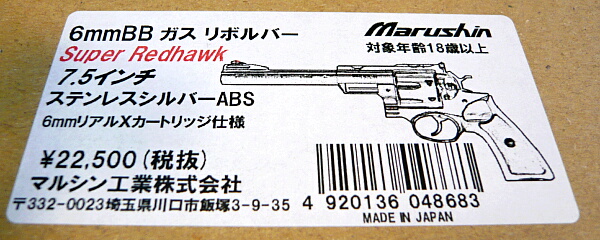 6mmBB ガス リボルバー
Marushin
Super Redhawk
対象年齢18歳以上
7.5インチ
ステンレスシルバーABS
6mmリアルXカートリッジ仕様
¥22,500(税抜)
マルシン工業株式会社
〒332-0023埼玉県川口市飯塚3-9-35
4 920136 048683
MADE IN JAPAN